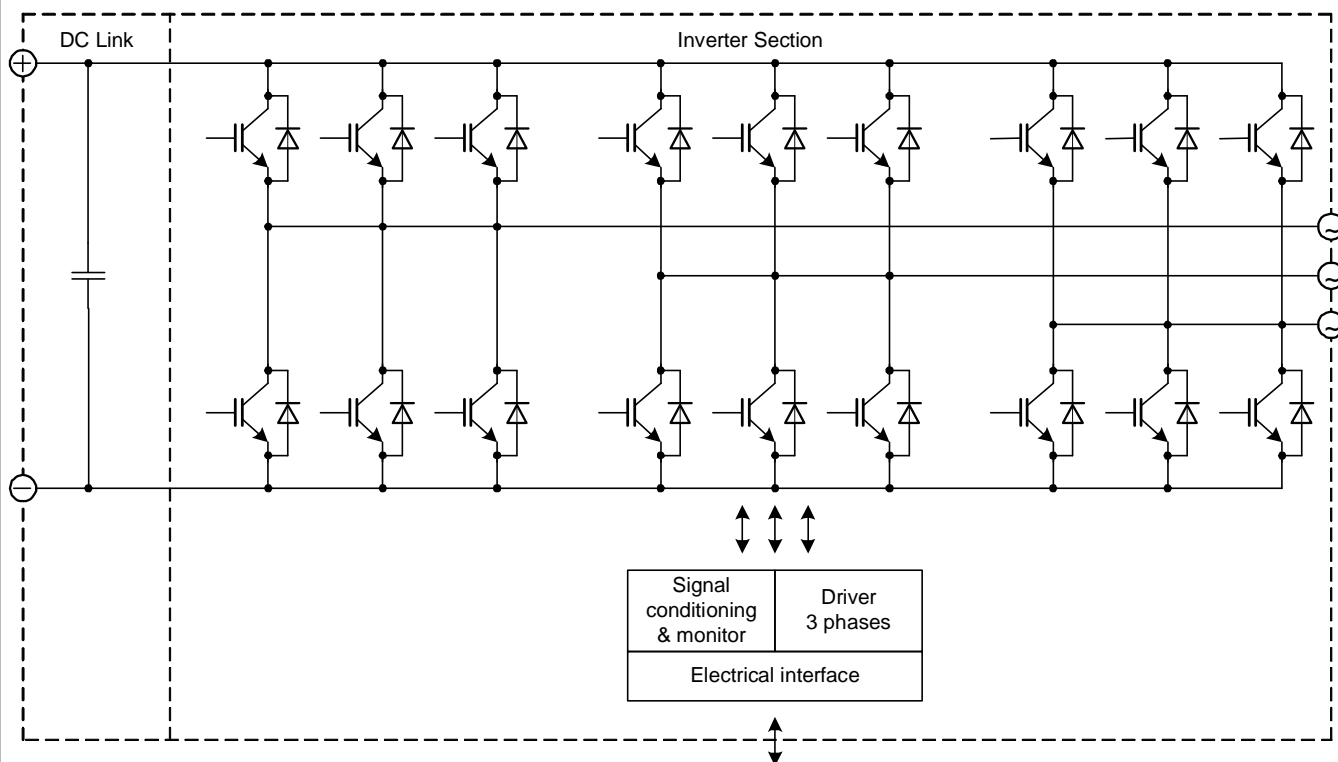 DC Link
Inverter Section
+
−
~
~
~
Signal
conditioning
& monitor
Driver
3 phases
Electrical interface